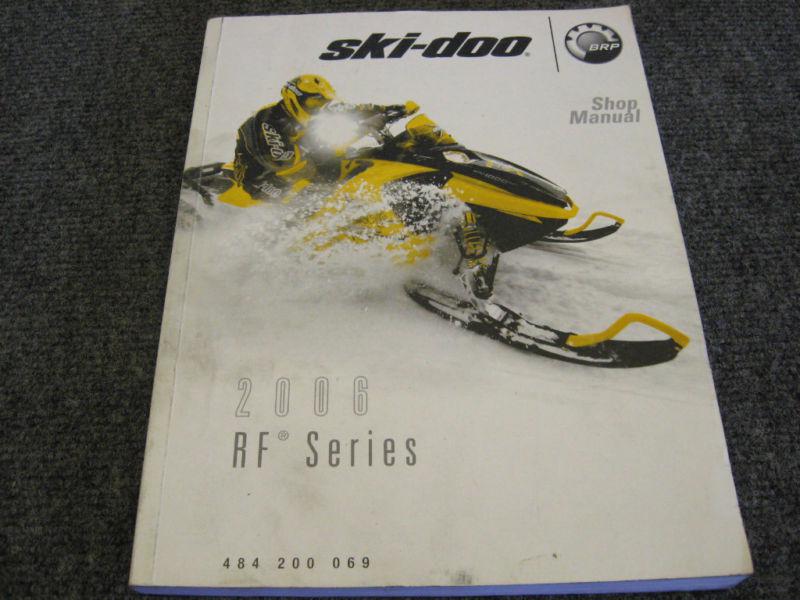 ski-doo®
BRP
Shop
Manual
2006
RF® Series
484 200 069